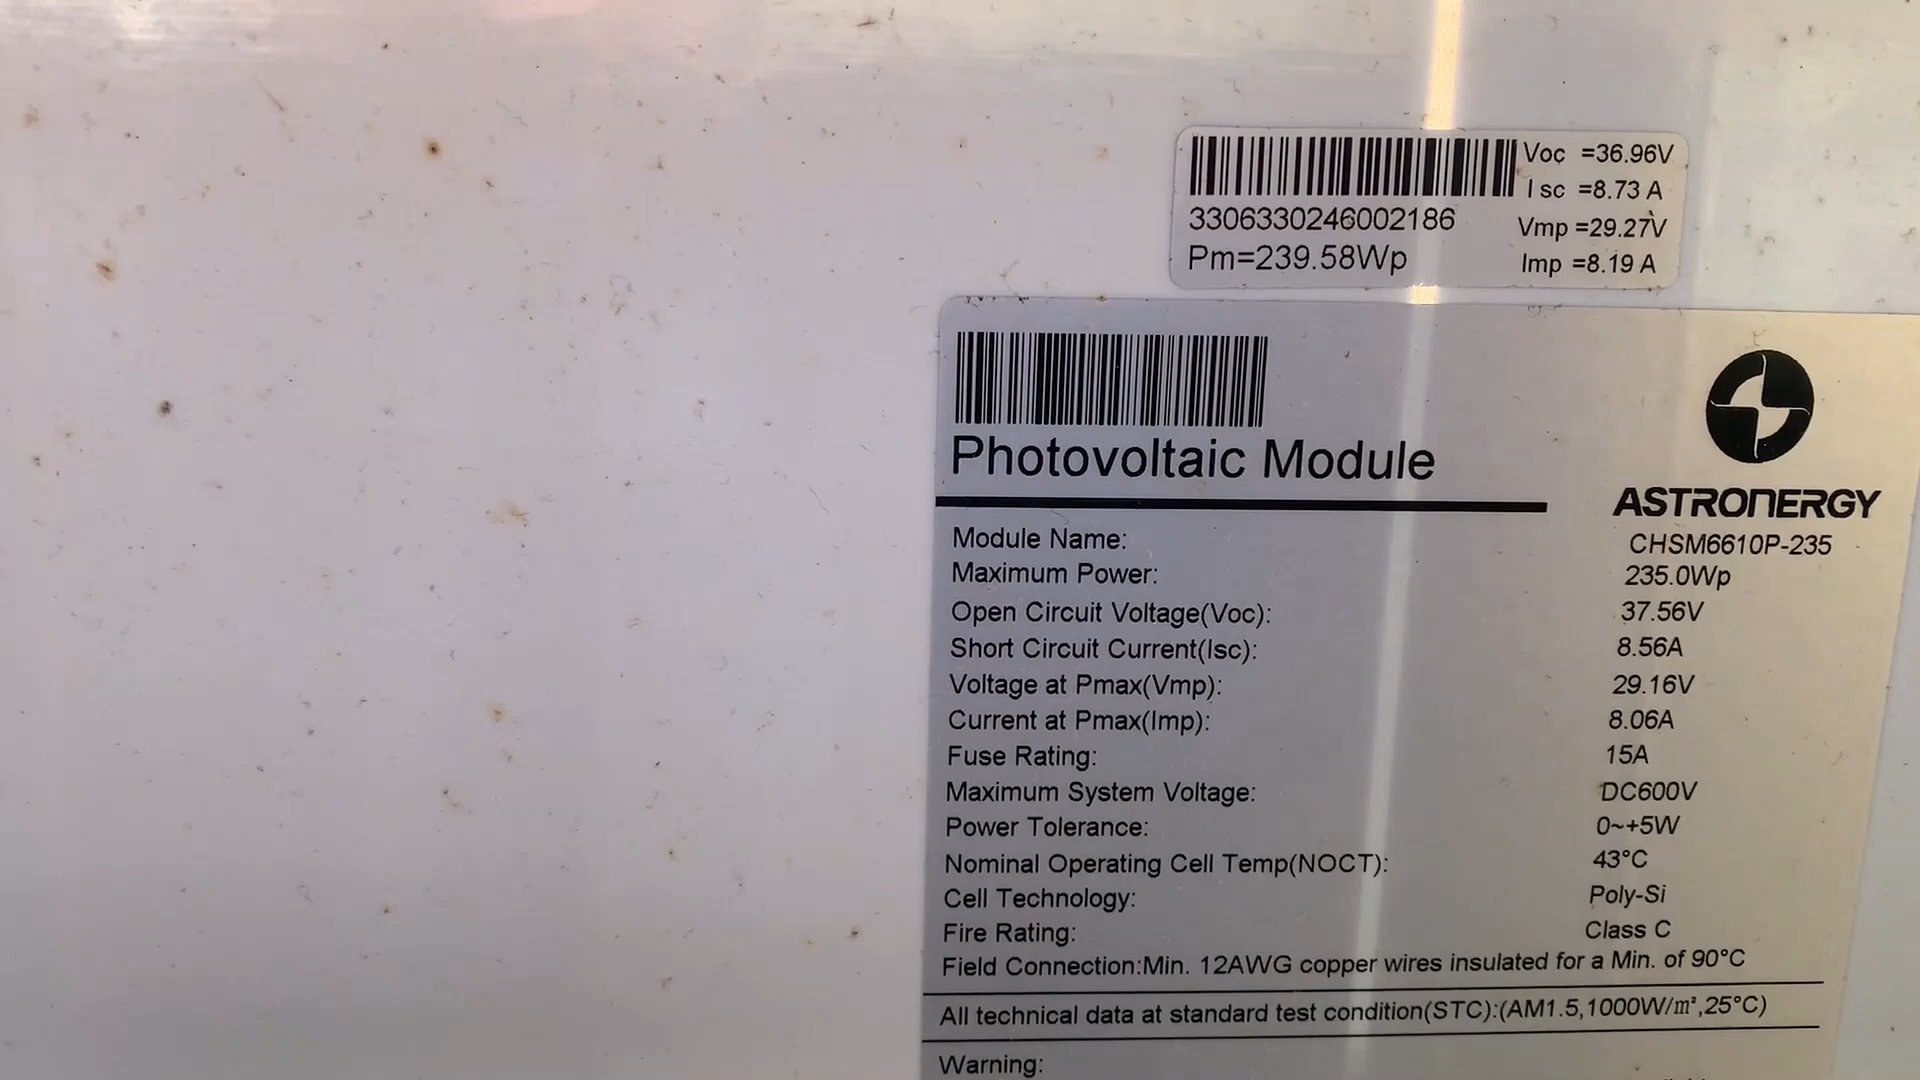 Voc =36.96V
Isc =8.73 A
3306330246002186
Vmp =29.27V
Pm=239.58Wp
Imp =8.19 A
Photovoltaic Module
ASTRONERGY
Module Name: CHSM6610P-235
Maximum Power: 235.0Wp
Open Circuit Voltage(Voc): 37.56V
Short Circuit Current(Isc): 8.56A
Voltage at Pmax(Vmp): 29.16V
Current at Pmax(Imp): 8.06A
Fuse Rating: 15A
Maximum System Voltage: DC600V
Power Tolerance: 0~+5W
Nominal Operating Cell Temp(NOCT): 43°C
Cell Technology: Poly-Si
Fire Rating: Class C
Field Connection:Min. 12AWG copper wires insulated for a Min. of 90°C
All technical data at standard test condition(STC):(AM1.5,1000W/m²,25°C)
Warning: